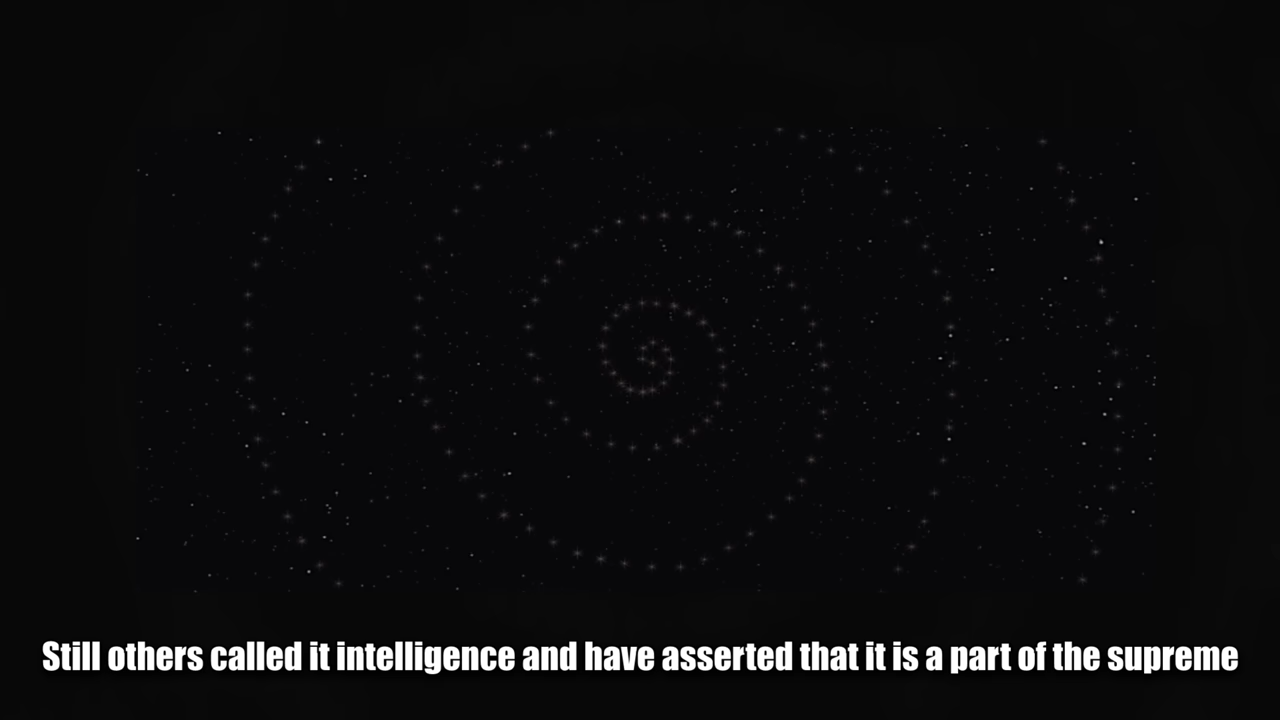 Still others called it intelligence and have asserted that it is a part of the supreme